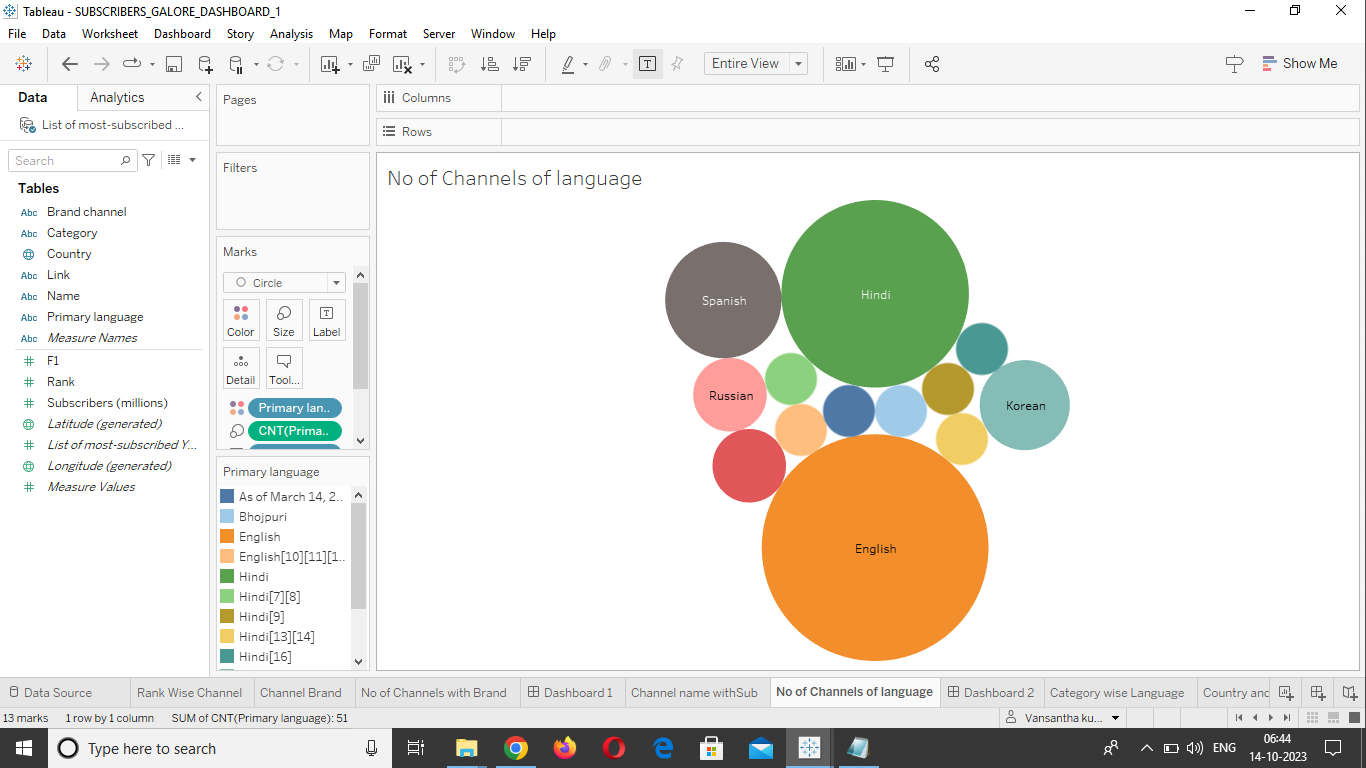 Tableau - SUBSCRIBERS_GALORE_DASHBOARD_1
File Data Worksheet Dashboard Story Analysis Map Format Server Window Help
Entire View
Show Me
Data Analytics
List of most-subscribed ...
Search
Tables
Abc Brand channel
Abc Category
Country
Abc Link
Abc Name
Abc Primary language
Abc Measure Names
F1
Rank
Subscribers (millions)
Latitude (generated)
List of most-subscribed Y...
Longitude (generated)
Measure Values
Pages
Filters
Marks
Circle
Color Size Label
Detail Tool...
Primary lan..
CNT(Prima..
Primary language
As of March 14, 2..
Bhojpuri
English
English[10][11][1..
Hindi
Hindi[7][8]
Hindi[9]
Hindi[13][14]
Hindi[16]
Columns
Rows
No of Channels of language
Hindi
Spanish
Russian
Korean
English
Data Source Rank Wise Channel Channel Brand No of Channels with Brand Dashboard 1 Channel name withSub No of Channels of language Dashboard 2 Category wise Language Country and
13 marks 1 row by 1 column SUM of CNT(Primary language): 51
Vansantha ku...
Type here to search
ENG
06:44
14-10-2023